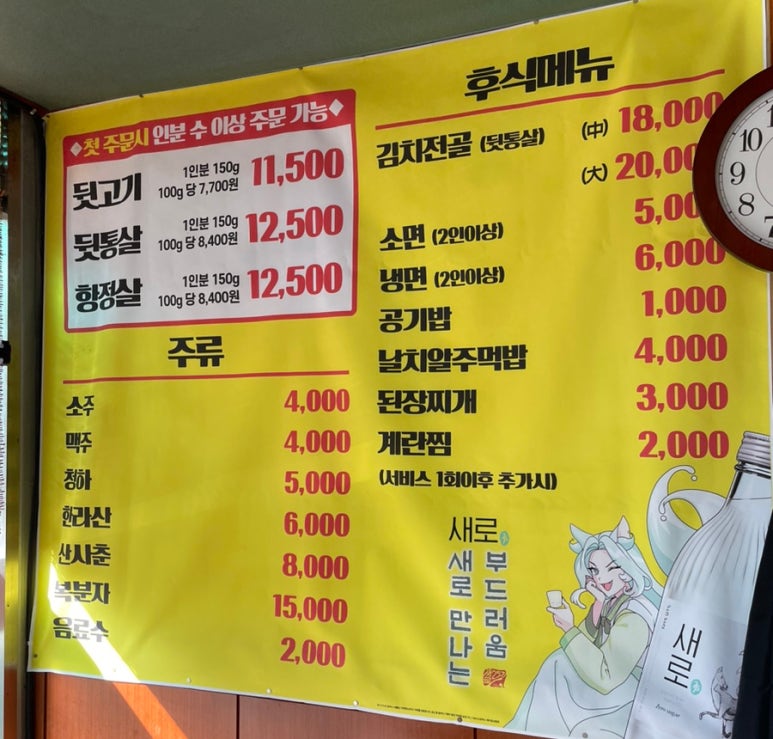 ◆첫 주문시 인분 수 이상 주문 가능◆
뒷고기 1인분 150g 100g 당 7,700원 11,500
뒷통살 1인분 150g 100g 당 8,400원 12,500
항정살 1인분 150g 100g 당 8,400원 12,500
주류
소주 4,000
맥주 4,000
청하 5,000
한라산 6,000
산사춘 8,000
복분자 15,000
음료수 2,000
후식메뉴
김치전골 (뒷통살) (中) 18,000
(大) 20,00
소면 (2인이상) 5,00
냉면 (2인이상) 6,000
공기밥 1,000
날치알주먹밥 4,000
된장찌개 3,000
계란찜 2,000
(서비스 1회이후 추가시)
새로
새로 만나는
부드러움
새로
10
9
8
7